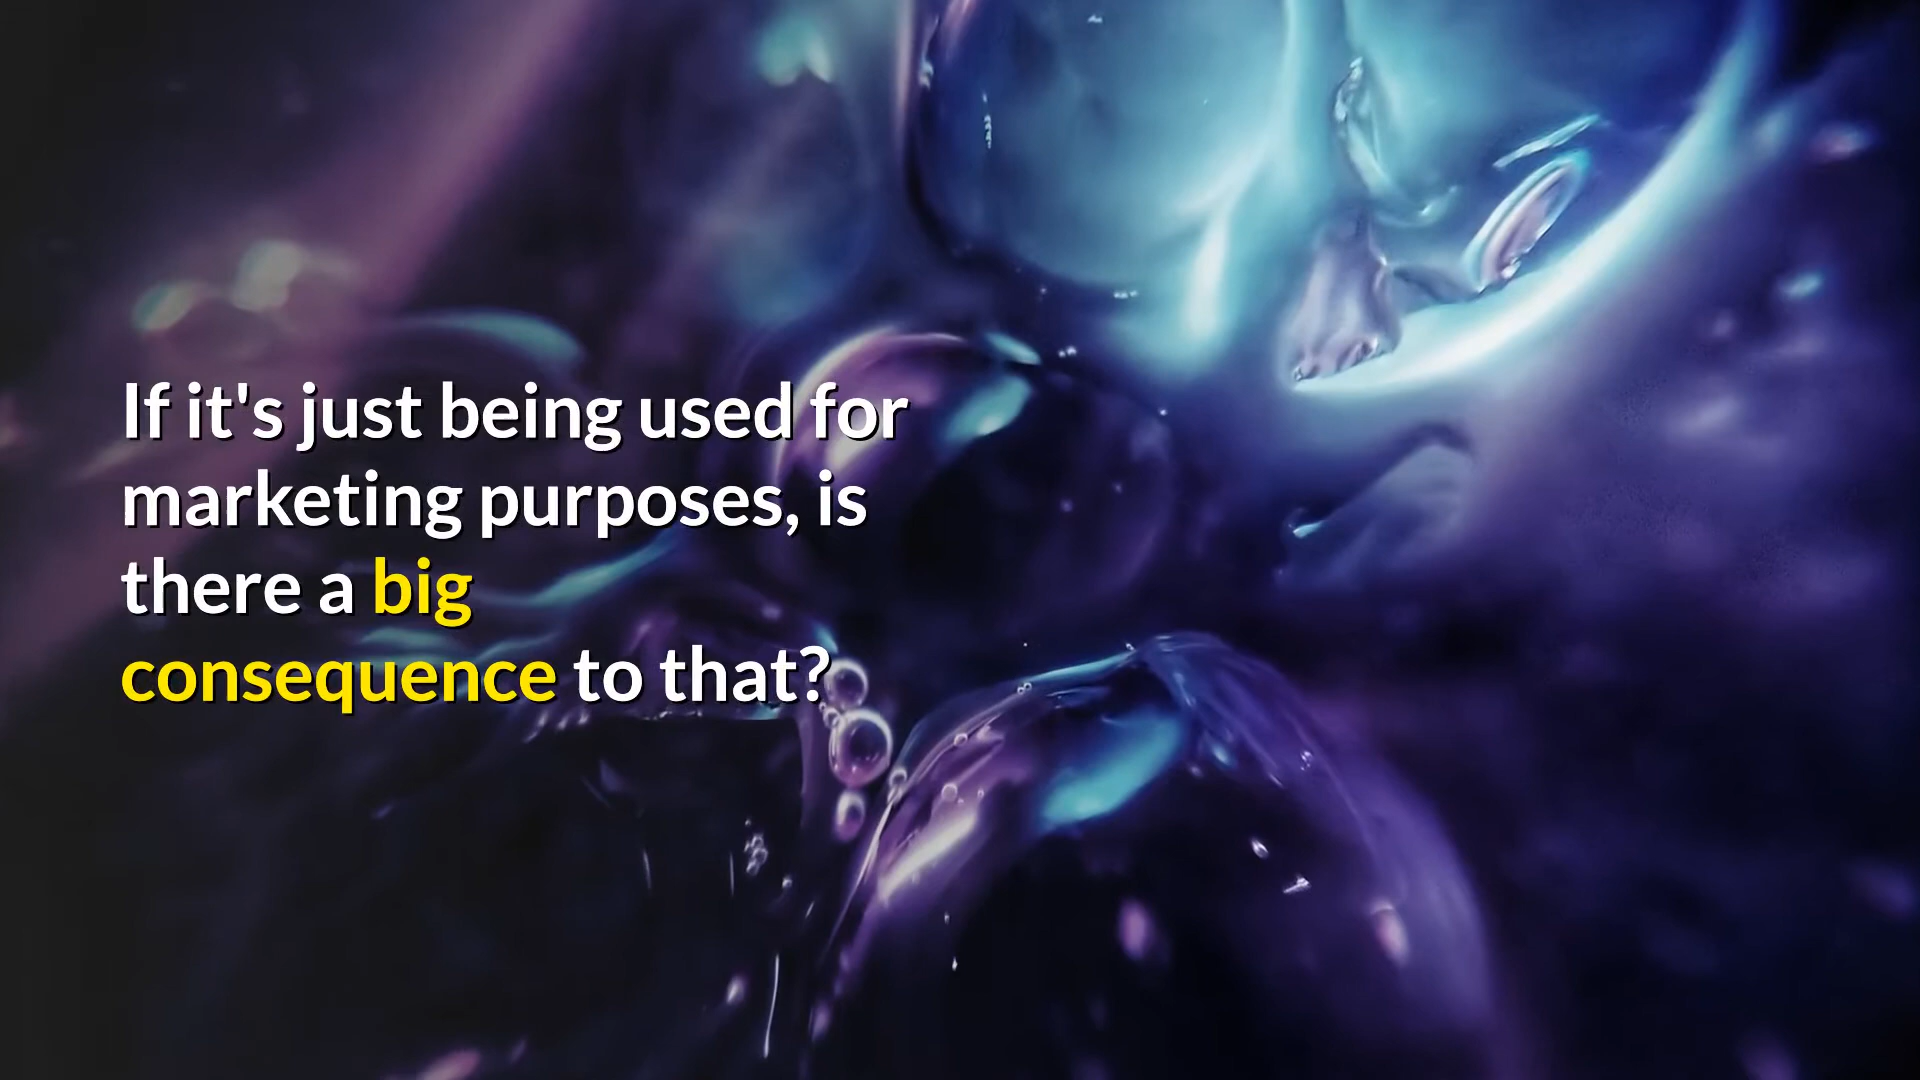 If it's just being used for
marketing purposes, is
there a big
consequence to that?